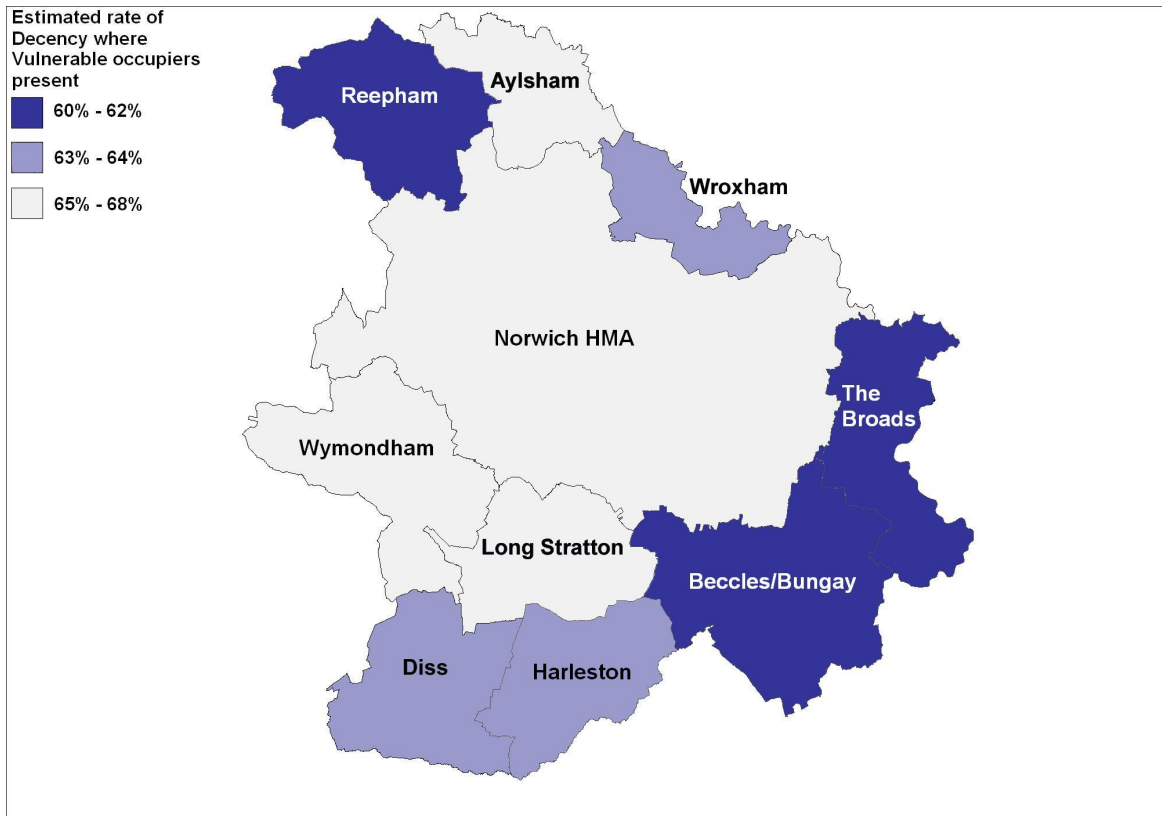 Estimated rate of
Decency where
Vulnerable occupiers
present
60% - 62%
63% - 64%
65% - 68%
Aylsham
Reepham
Wroxham
Norwich HMA
The
Broads
Wymondham
Long Stratton
Beccles/Bungay
Diss
Harleston